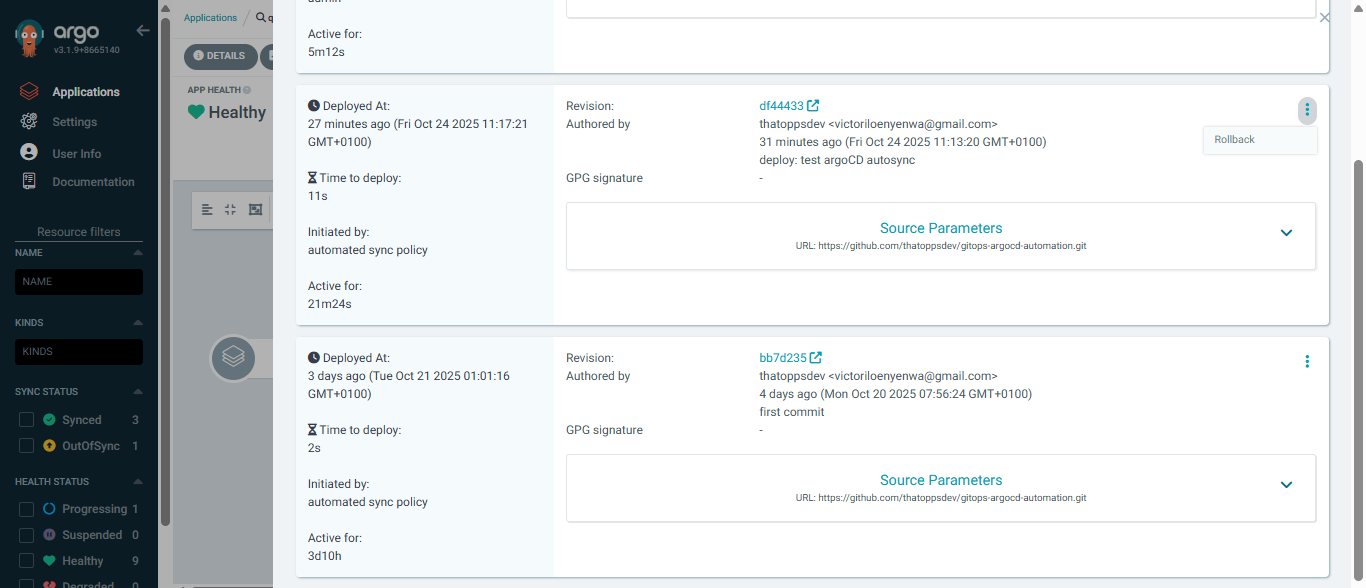 argo
v3.1.9+8665140
Applications
Settings
User Info
Documentation
Resource filters
NAME
NAME
KINDS
KINDS
SYNC STATUS
Synced 3
OutOfSync 1
HEALTH STATUS
Progressing 1
Suspended 0
Healthy 9
Degraded 0
Applications / q
DETAILS
APP HEALTH
Healthy
admin
Active for:
5m12s
Deployed At:
27 minutes ago (Fri Oct 24 2025 11:17:21
GMT+0100)
Time to deploy:
11s
Initiated by:
automated sync policy
Active for:
21m24s
Revision: df44433
Authored by thatoppsdev <victoriloenyenwa@gmail.com>
31 minutes ago (Fri Oct 24 2025 11:13:20 GMT+0100)
deploy: test argoCD autosync
GPG signature -
Rollback
Source Parameters
URL: https://github.com/thatoppsdev/gitops-argocd-automation.git
Deployed At:
3 days ago (Tue Oct 21 2025 01:01:16
GMT+0100)
Time to deploy:
2s
Initiated by:
automated sync policy
Active for:
3d10h
Revision: bb7d235
Authored by thatoppsdev <victoriloenyenwa@gmail.com>
4 days ago (Mon Oct 20 2025 07:56:24 GMT+0100)
first commit
GPG signature -
Source Parameters
URL: https://github.com/thatoppsdev/gitops-argocd-automation.git